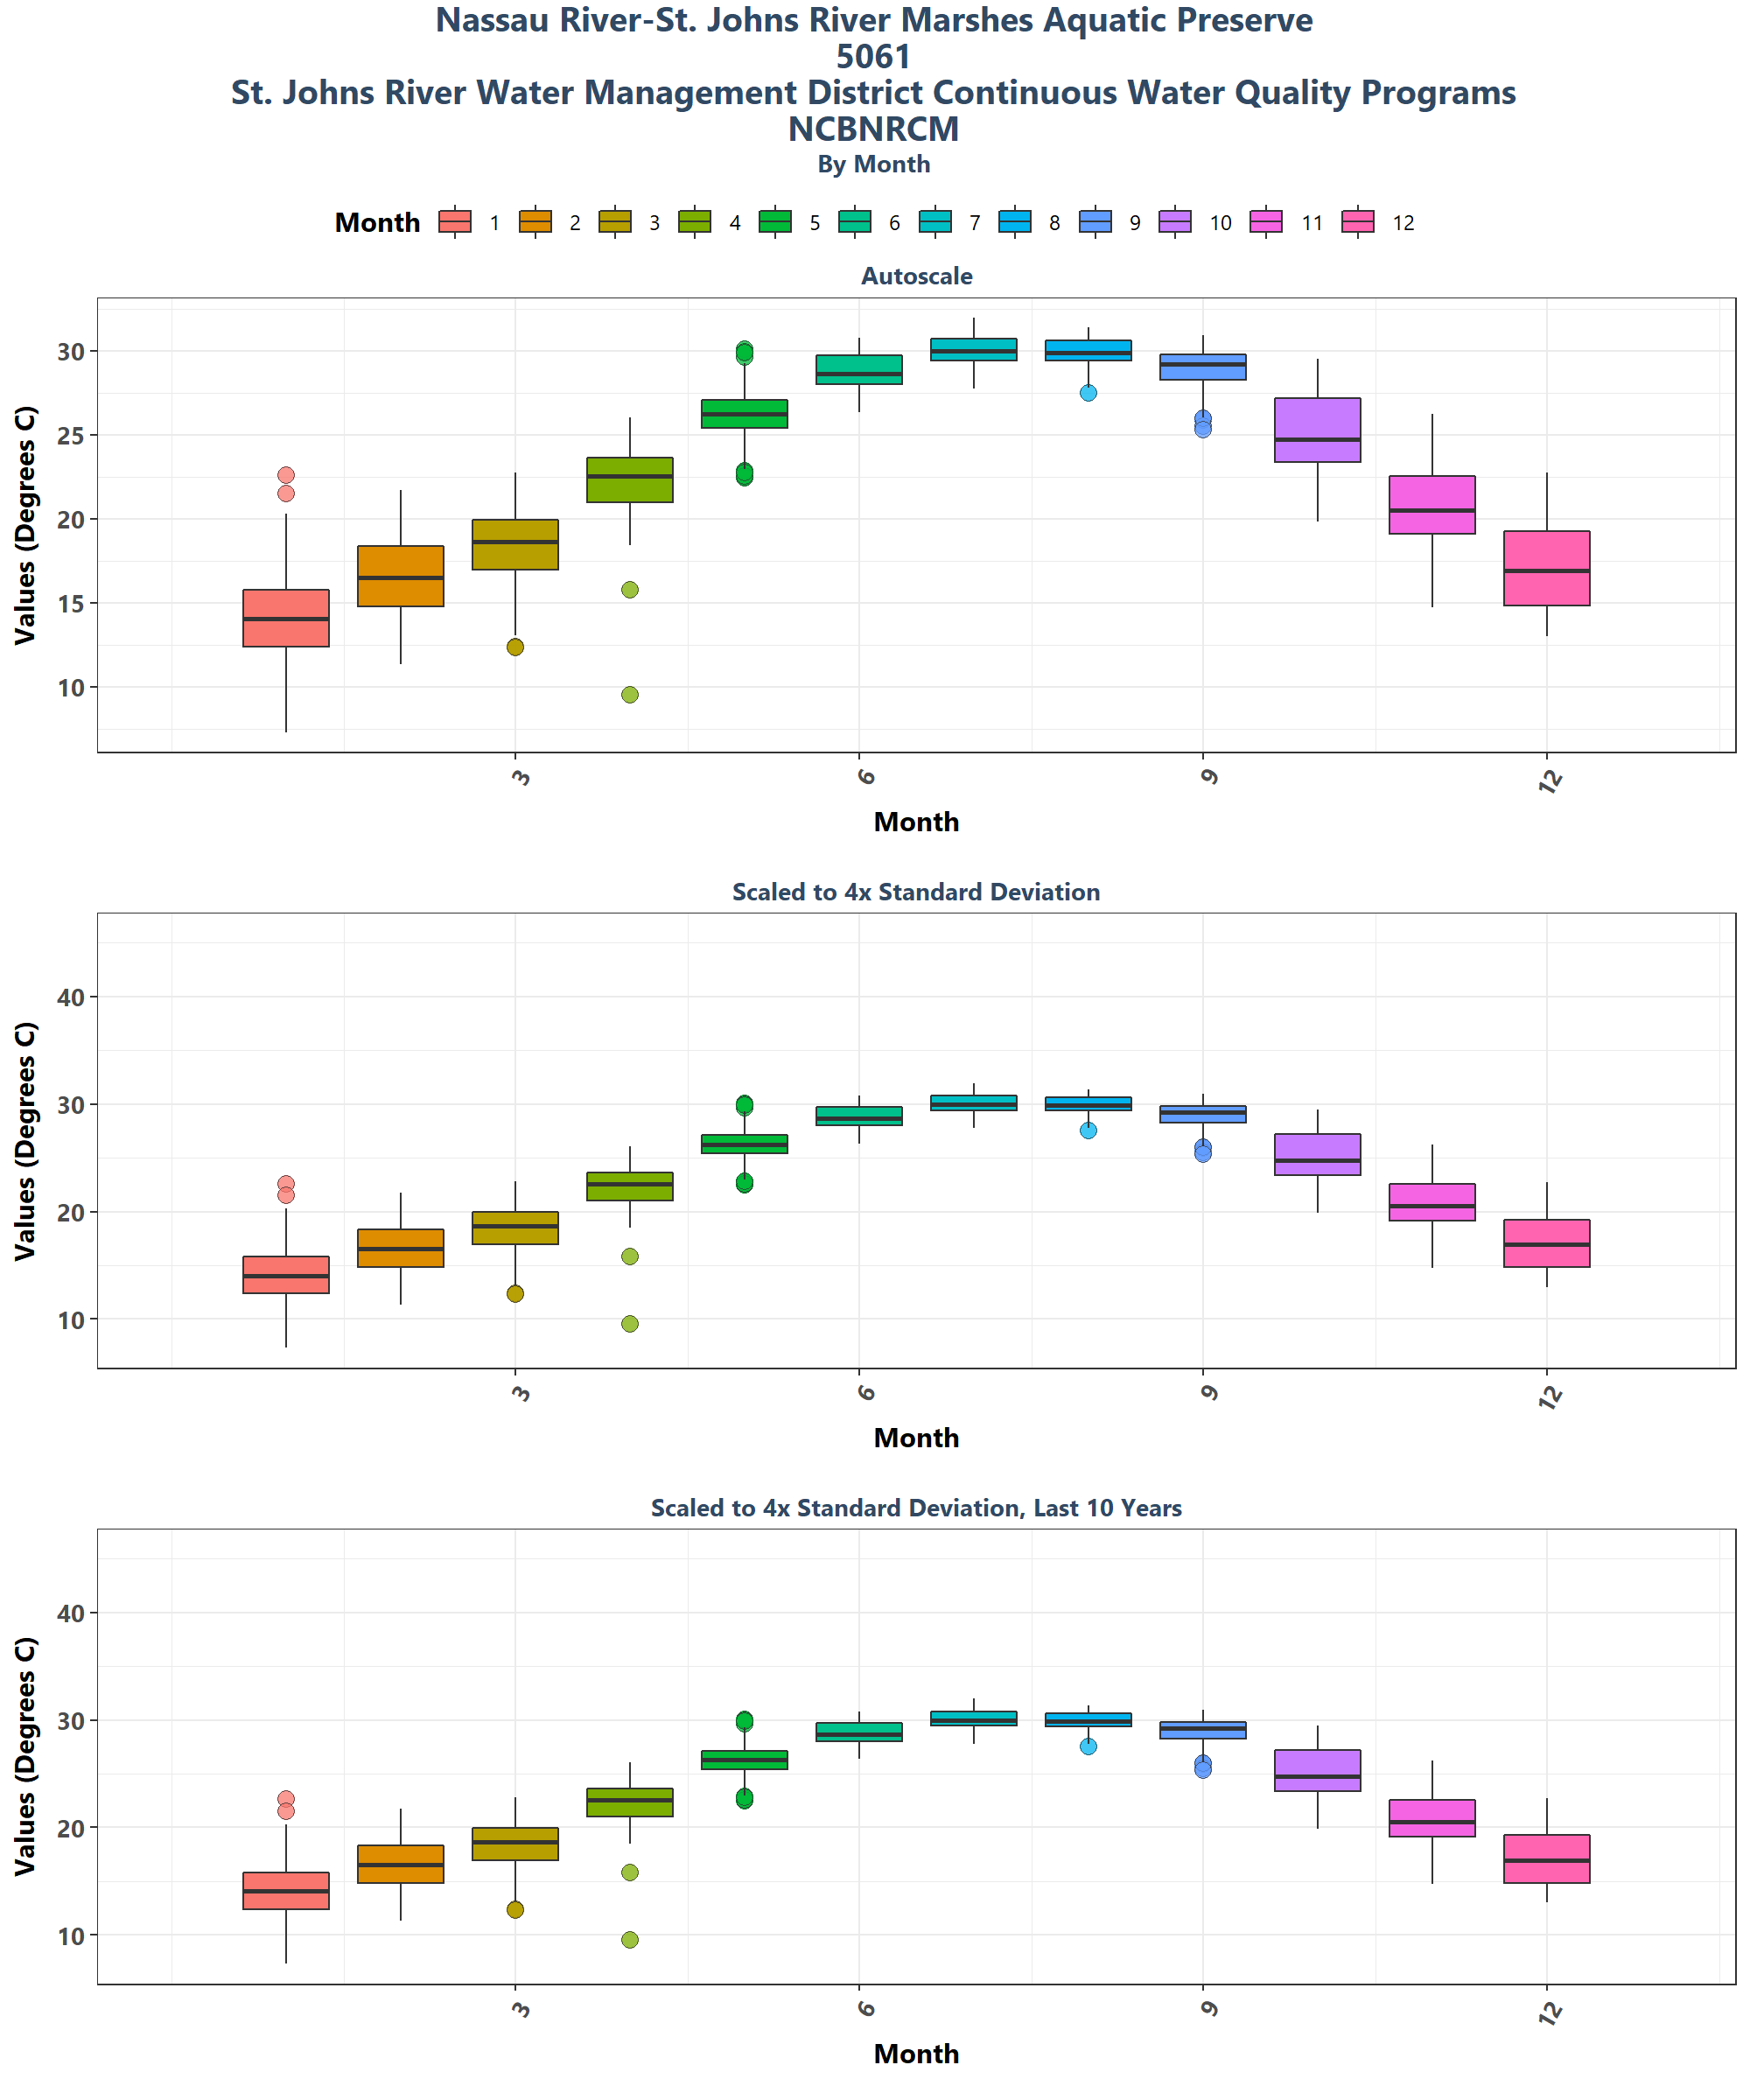 Nassau River-St. Johns River Marshes Aquatic Preserve
5061
St. Johns River Water Management District Continuous Water Quality Programs
NCBNRCM
By Month
Month 1 2 3 4 5 6 7 8 9 10 11 12
Autoscale
Values (Degrees C)
30
25
20
15
10
3 6 9 12
Month
Scaled to 4x Standard Deviation
Values (Degrees C)
40
30
20
10
3 6 9 12
Month
Scaled to 4x Standard Deviation, Last 10 Years
Values (Degrees C)
40
30
20
10
3 6 9 12
Month